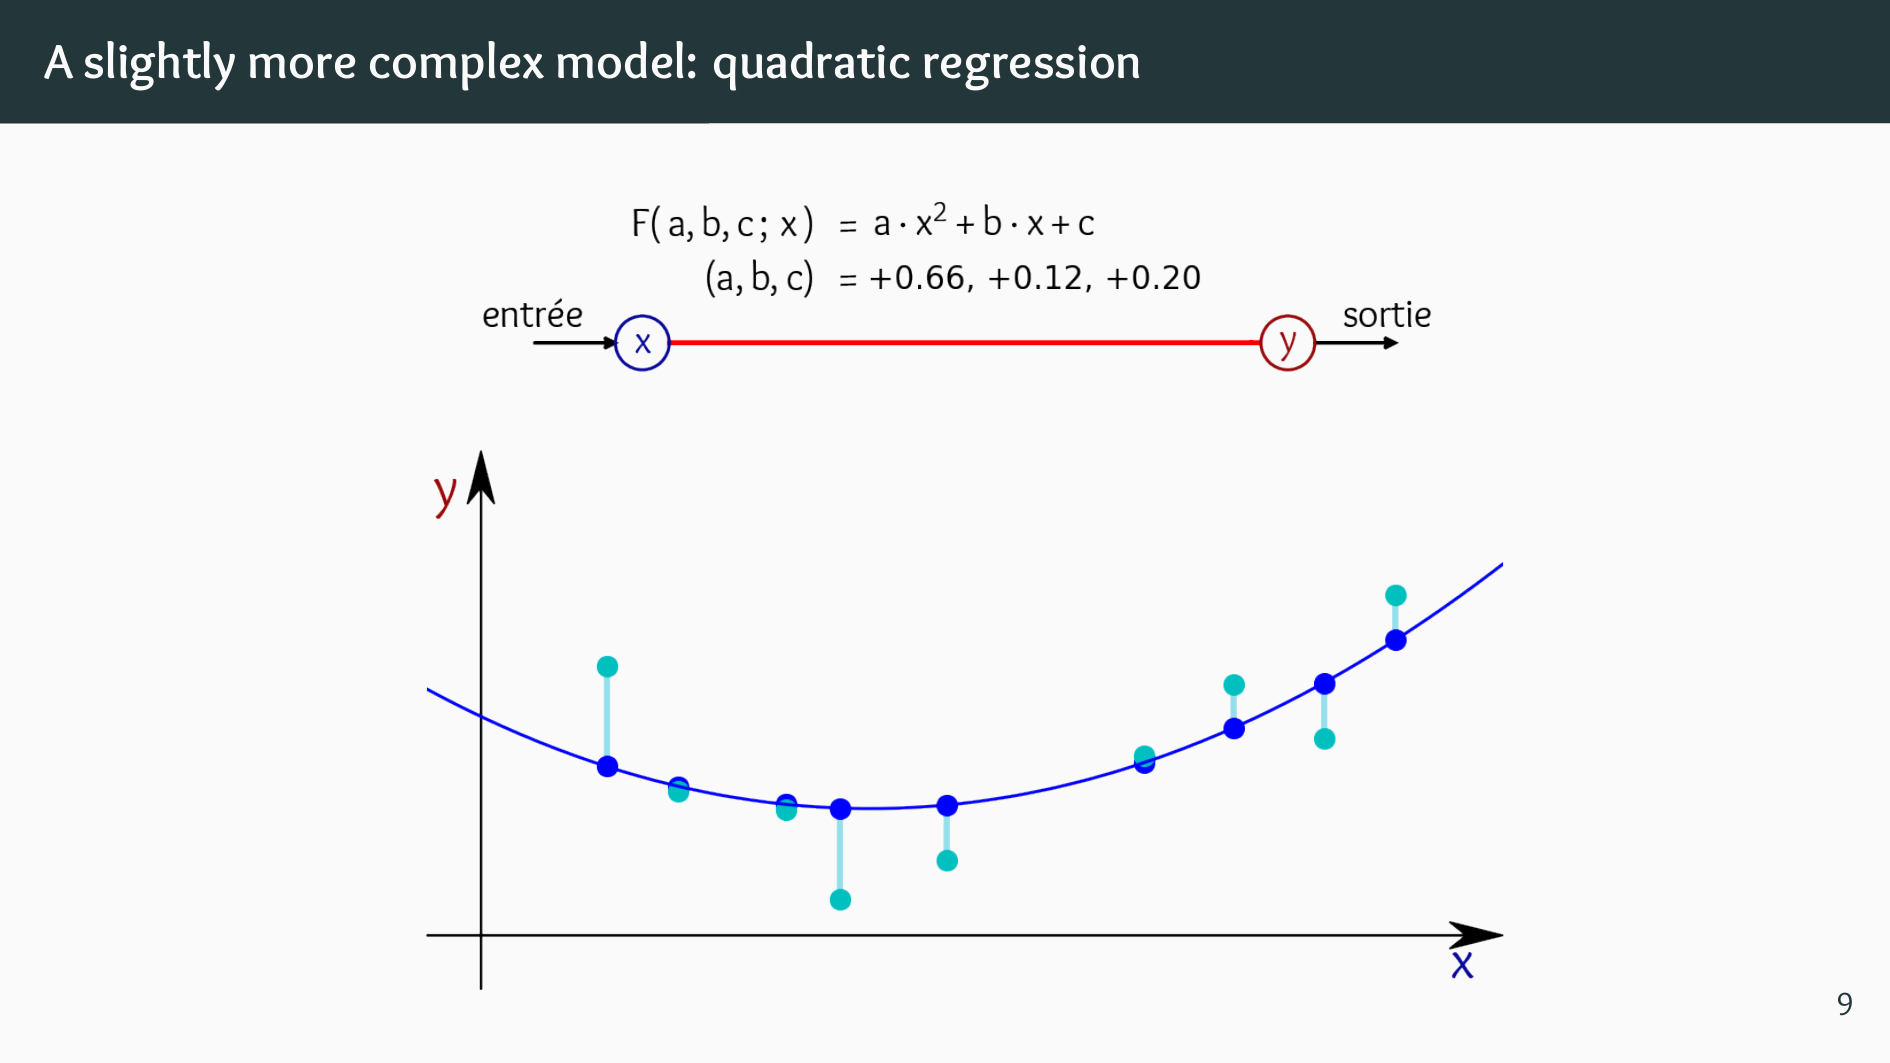 A slightly more complex model: quadratic regression
F(a, b, c; x) = a · x² + b · x + c
(a, b, c) = +0.66, +0.12, +0.20
entrée
x
y
sortie
y
x
9